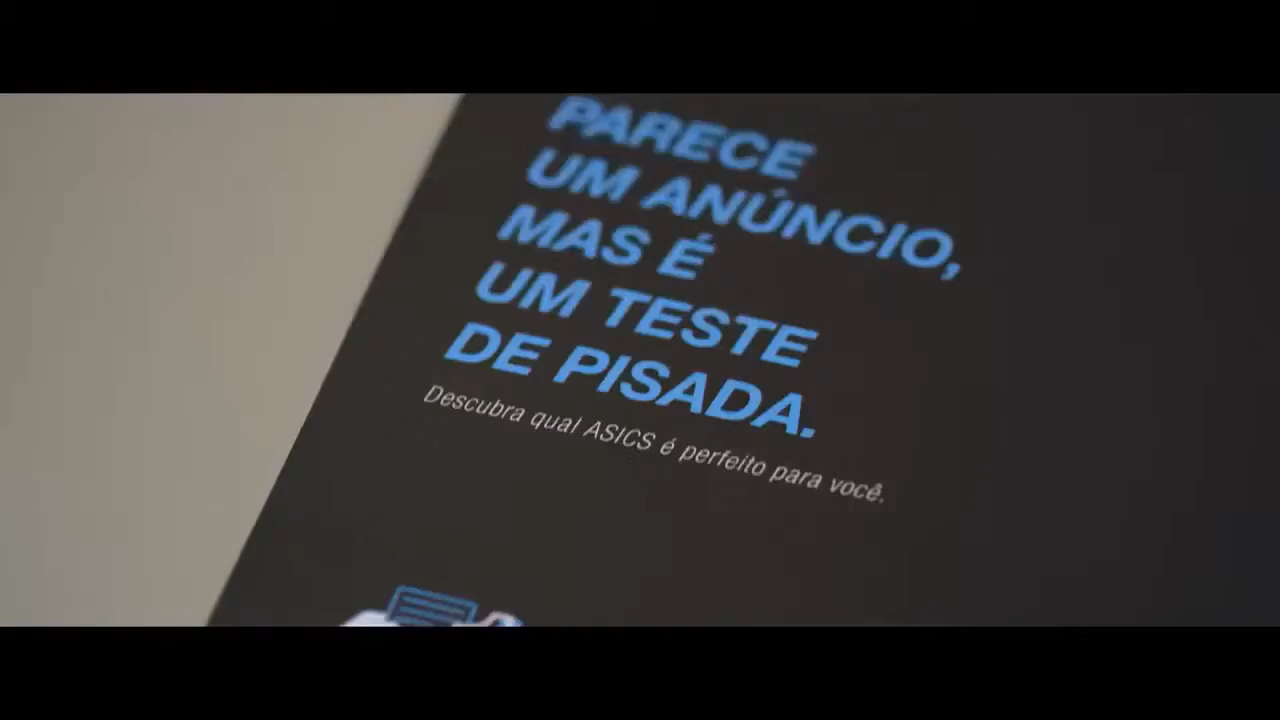 PARECE
UM ANÚNCIO,
MAS É
UM TESTE
DE PISADA.
Descubra qual ASICS é perfeito para você.